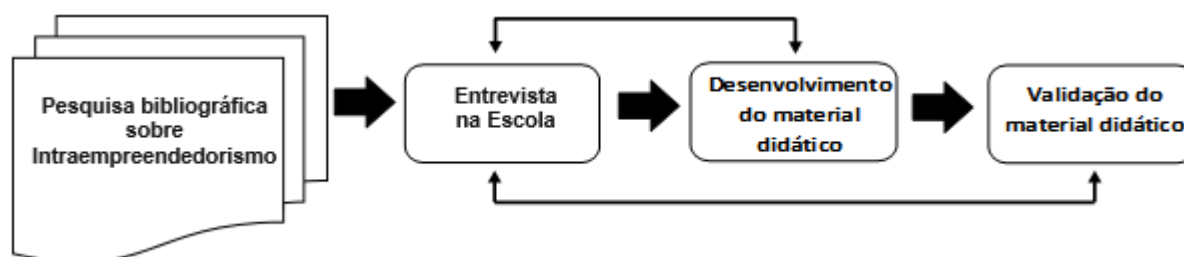 Pesquisa bibliográfica
sobre
Intraempreendedorismo
Entrevista
na Escola
Desenvolvimento
do material
didático
Validação do
material didático